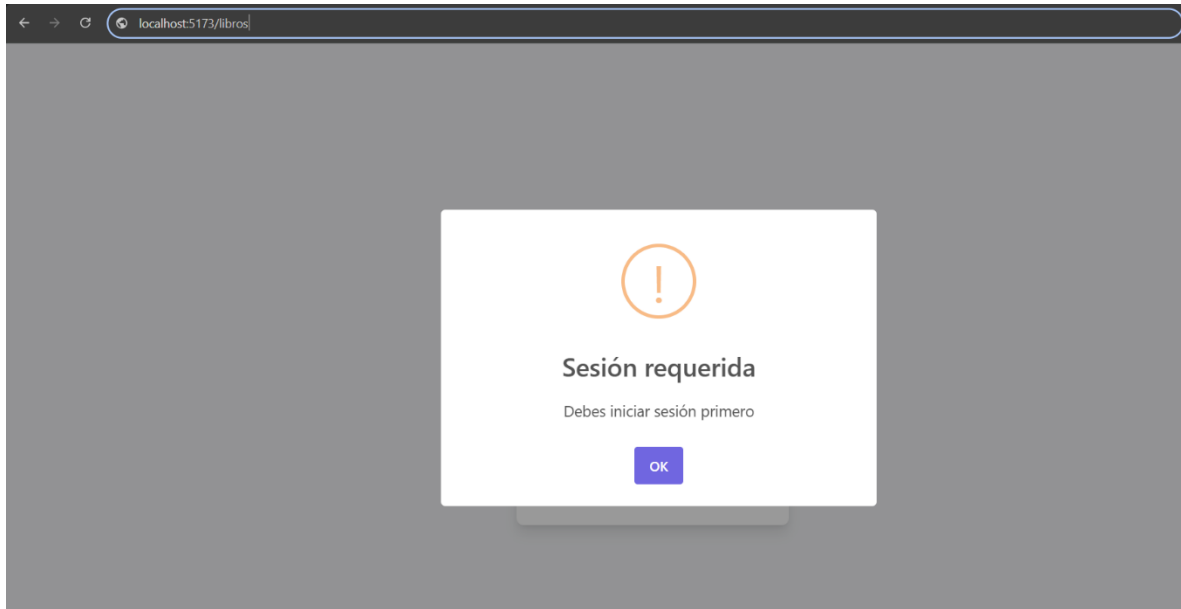 localhost:5173/libros
!
Sesión requerida
Debes iniciar sesión primero
OK